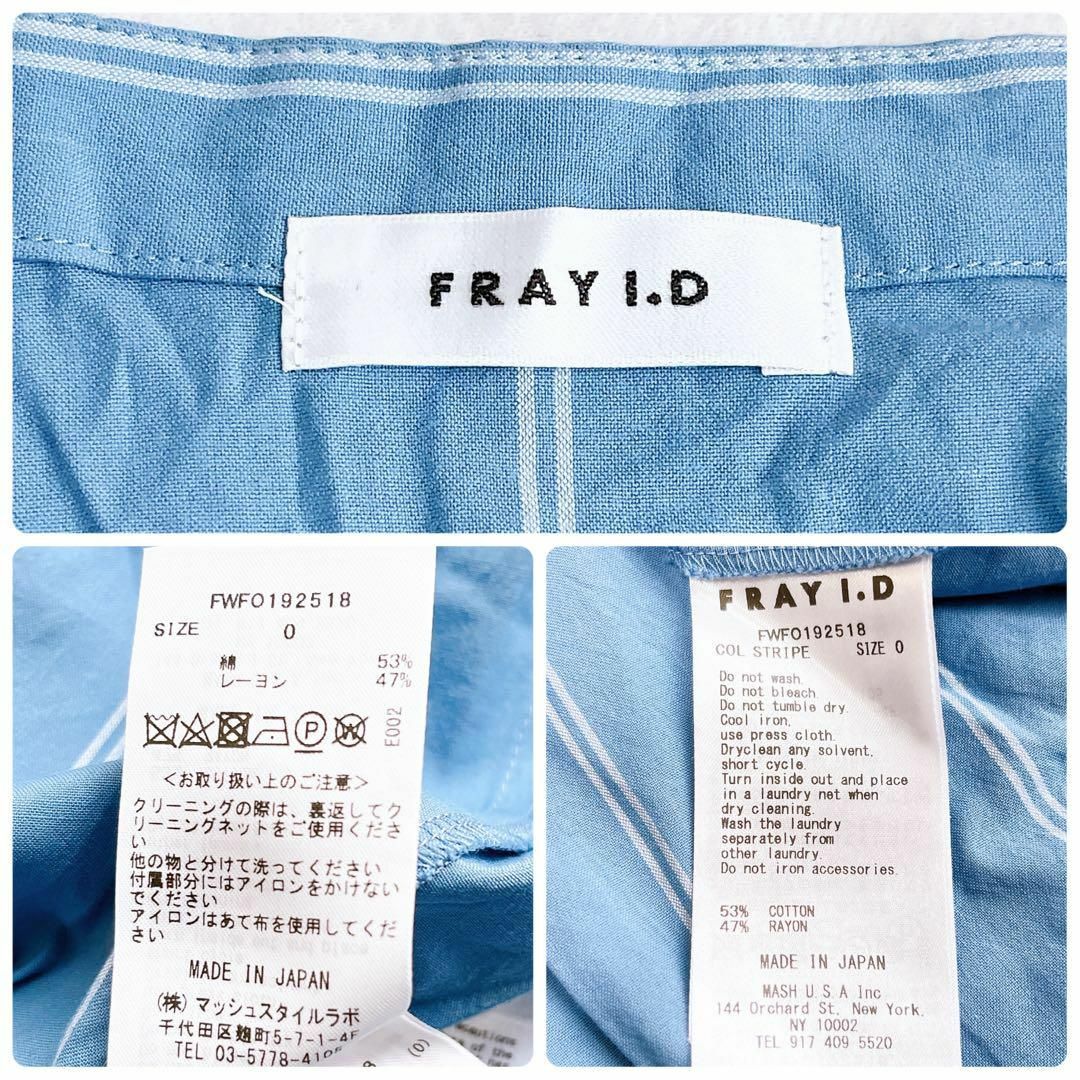 FRAY I.D
FWFO192518
SIZE 0
綿 53%
レーヨン 47%
E002
<お取り扱い上のご注意>
クリーニングの際は、裏返してク
リーニングネットをご使用くださ
い
他の物と分けて洗ってください
付属部分にはアイロンをかけない
でください
アイロンはあて布を使用してくだ
さい
MADE IN JAPAN
(株) マッシュスタイルラボ
千代田区麹町5-7-1-4F
TEL 03-5778-41
(0)
FRAY I.D
FWFO192518
COL STRIPE SIZE 0
Do not wash.
Do not bleach.
Do not tumble dry.
Cool iron,
use press cloth.
Dryclean any solvent,
short cycle.
Turn inside out and place
in a laundry net when
dry cleaning.
Wash the laundry
separately from
other laundry.
Do not iron accessories.
53% COTTON
47% RAYON
MADE IN JAPAN
MASH U.S.A Inc.
144 Orchard St, New York,
NY 10002
TEL 917 409 5520